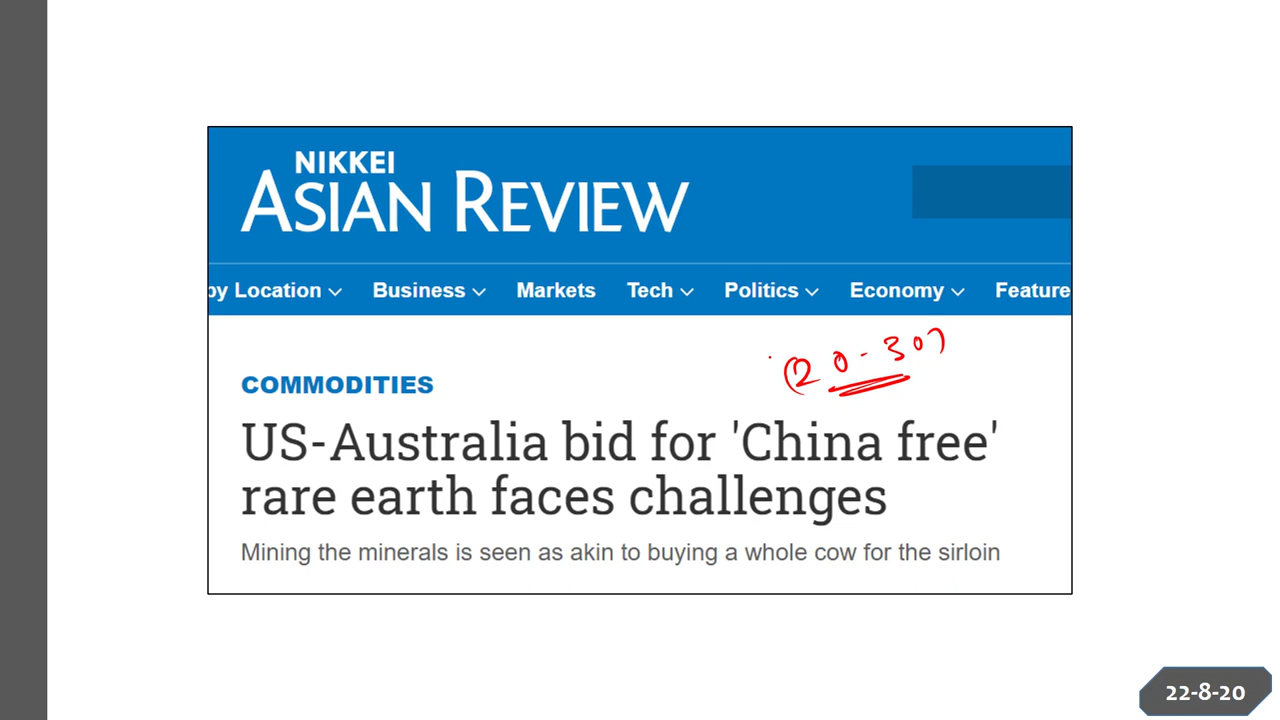 NIKKEI
ASIAN REVIEW
by Location Business Markets Tech Politics Economy Feature
(20-30)
COMMODITIES
US-Australia bid for 'China free'
rare earth faces challenges
Mining the minerals is seen as akin to buying a whole cow for the sirloin
22-8-20